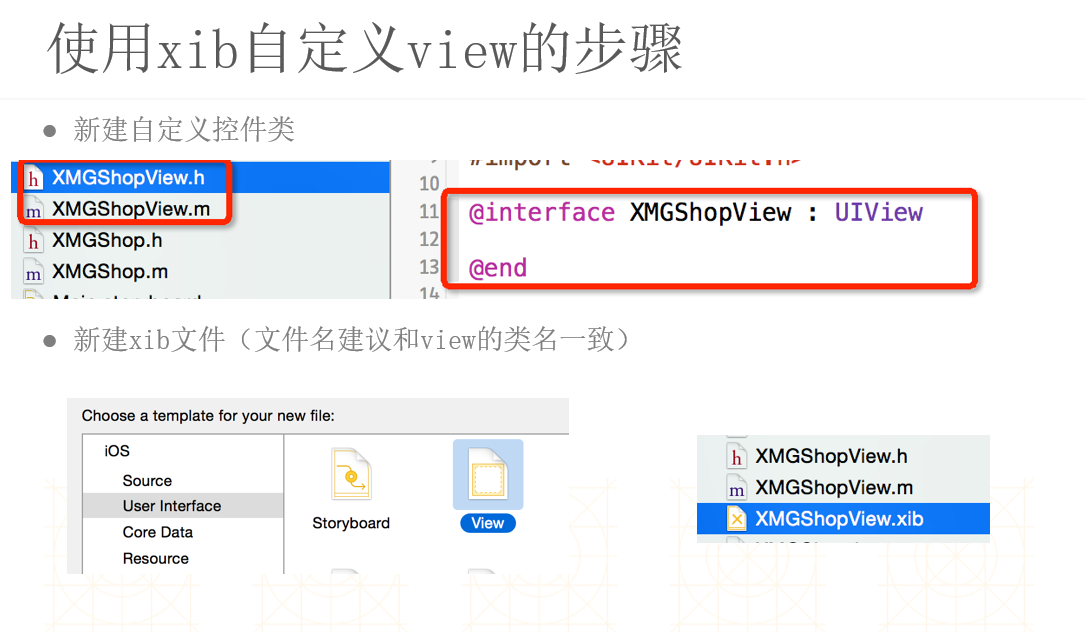 使用xib自定义view的步骤
● 新建自定义控件类
h XMGShopView.h
m XMGShopView.m
h XMGShop.h
m XMGShop.m
10
11 @interface XMGShopView : UIView
12
13 @end
14
● 新建xib文件（文件名建议和view的类名一致）
Choose a template for your new file:
iOS
Source
User Interface
Core Data
Resource
Storyboard
View
h XMGShopView.h
m XMGShopView.m
XMGShopView.xib